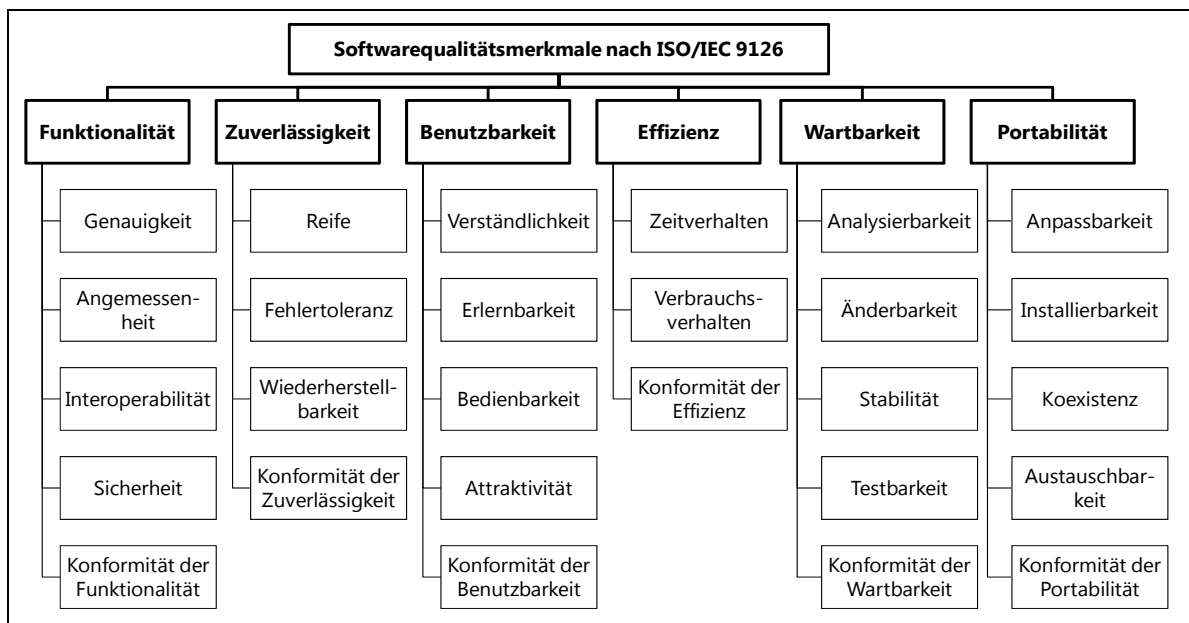 Softwarequalitätsmerkmale nach ISO/IEC 9126
Funktionalität
Genauigkeit
Angemessen-
heit
Interoperabilität
Sicherheit
Konformität der
Funktionalität
Zuverlässigkeit
Reife
Fehlertoleranz
Wiederherstell-
barkeit
Konformität der
Zuverlässigkeit
Benutzbarkeit
Verständlichkeit
Erlernbarkeit
Bedienbarkeit
Attraktivität
Konformität der
Benutzbarkeit
Effizienz
Zeitverhalten
Verbrauchs-
verhalten
Konformität der
Effizienz
Wartbarkeit
Analysierbarkeit
Änderbarkeit
Stabilität
Testbarkeit
Konformität der
Wartbarkeit
Portabilität
Anpassbarkeit
Installierbarkeit
Koexistenz
Austauschbar-
keit
Konformität der
Portabilität